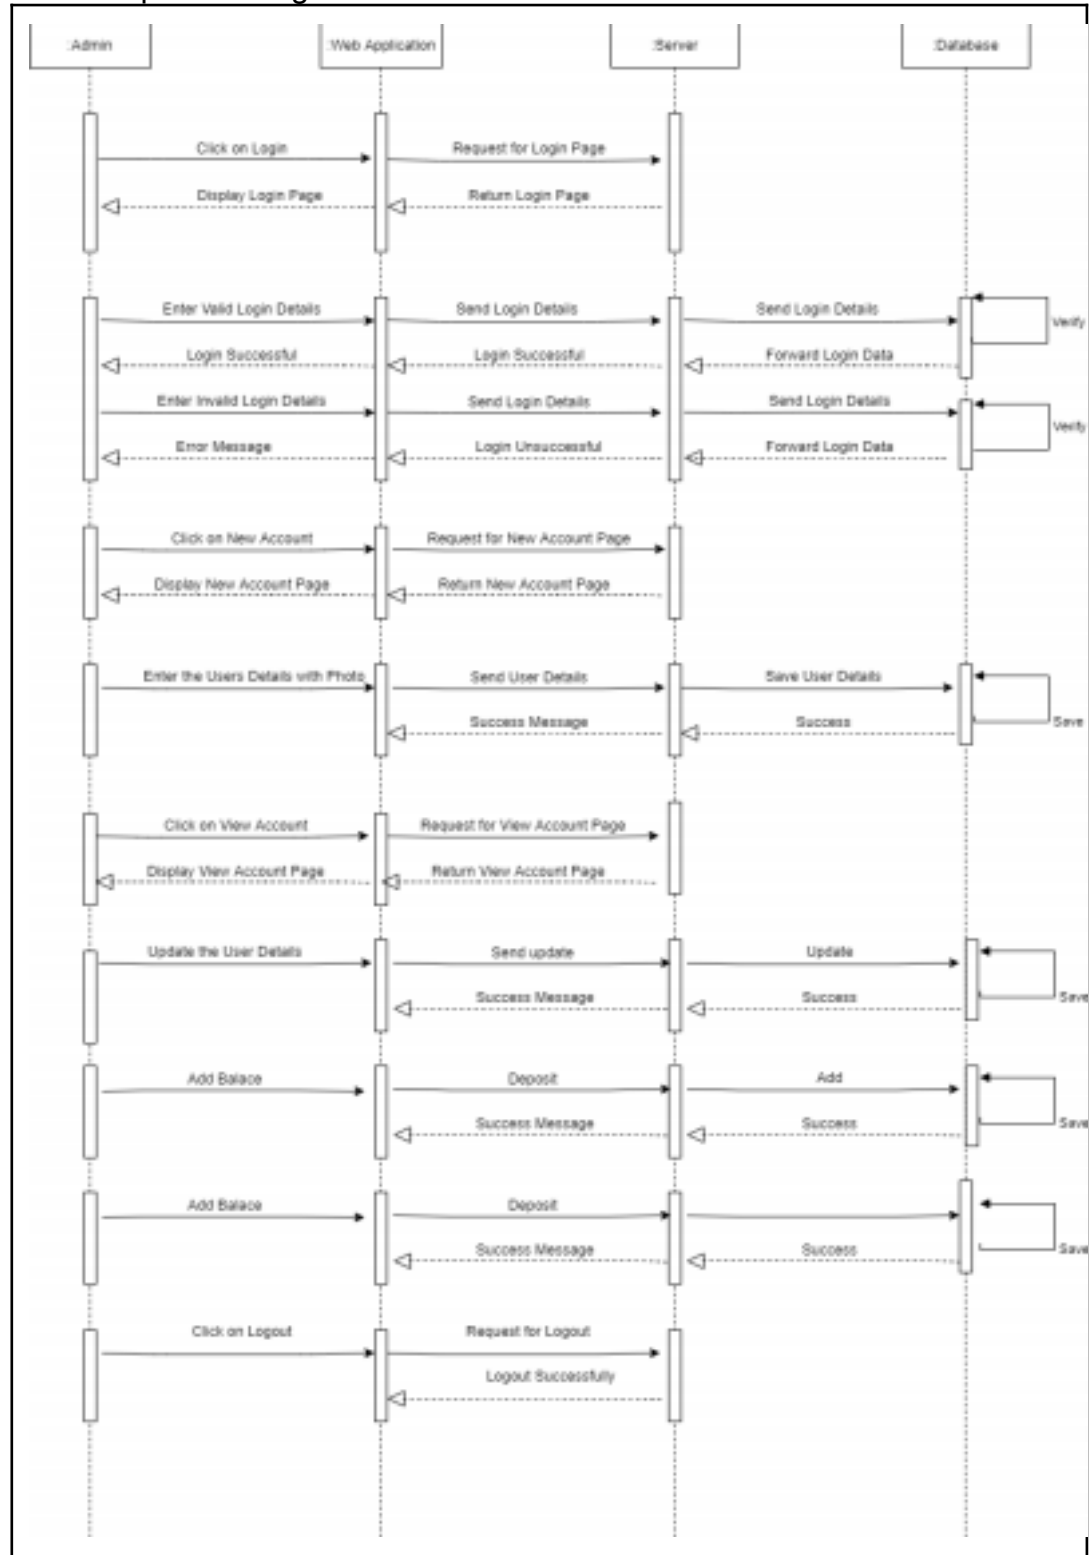 :Admin
:Web Application
:Server
:Database
Click on Login
Request for Login Page
Display Login Page
Return Login Page
Enter Valid Login Details
Send Login Details
Send Login Details
Verify
Login Successful
Login Successful
Forward Login Data
Enter Invalid Login Details
Send Login Details
Send Login Details
Verify
Error Message
Login Unsuccessful
Forward Login Data
Click on New Account
Request for New Account Page
Display New Account Page
Return New Account Page
Enter the Users Details with Photo
Send User Details
Save User Details
Success Message
Success
Save
Click on View Account
Request for View Account Page
Display View Account Page
Return View Account Page
Update the User Details
Send update
Update
Success Message
Success
Save
Add Balace
Deposit
Add
Success Message
Success
Save
Add Balace
Deposit
Success Message
Success
Save
Click on Logout
Request for Logout
Logout Successfully